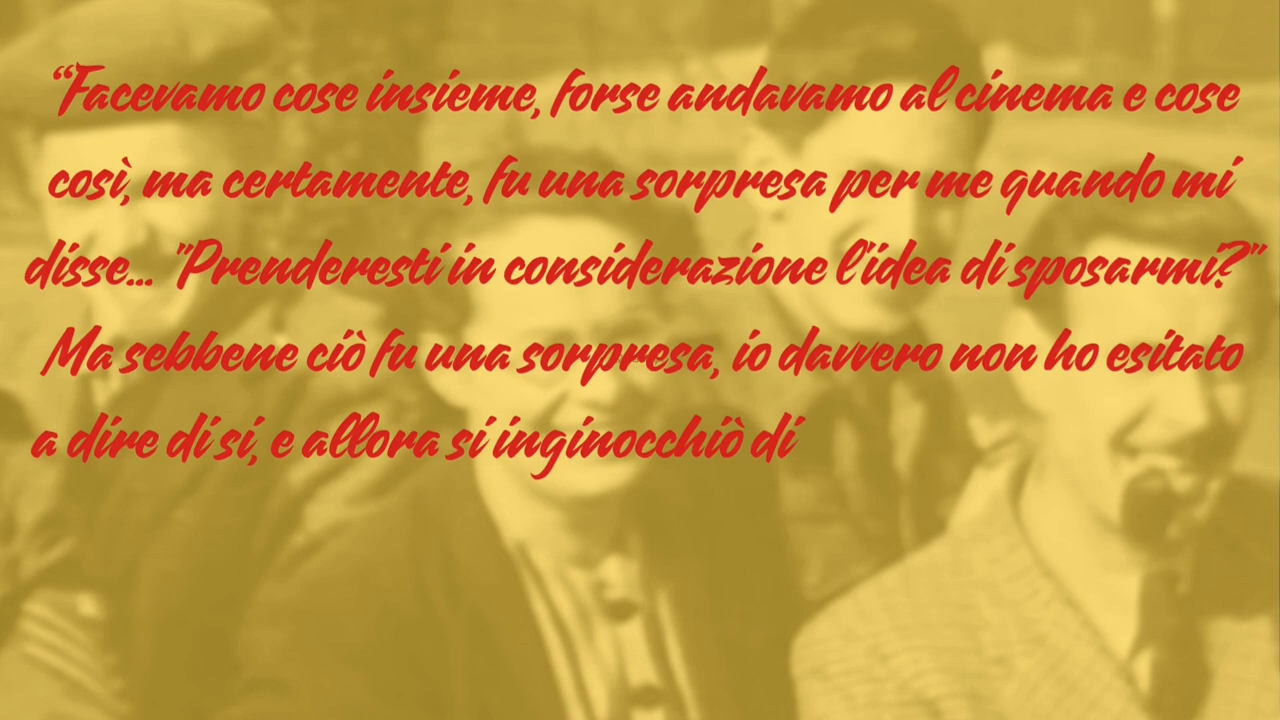 “Facevamo cose insieme, forse andavamo al cinema e cose
così, ma certamente, fu una sorpresa per me quando mi
disse... "Prenderesti in considerazione l'idea di sposarmi?"
Ma sebbene ciò fu una sorpresa, io davvero non ho esitato
a dire di si, e allora si inginocchiò di